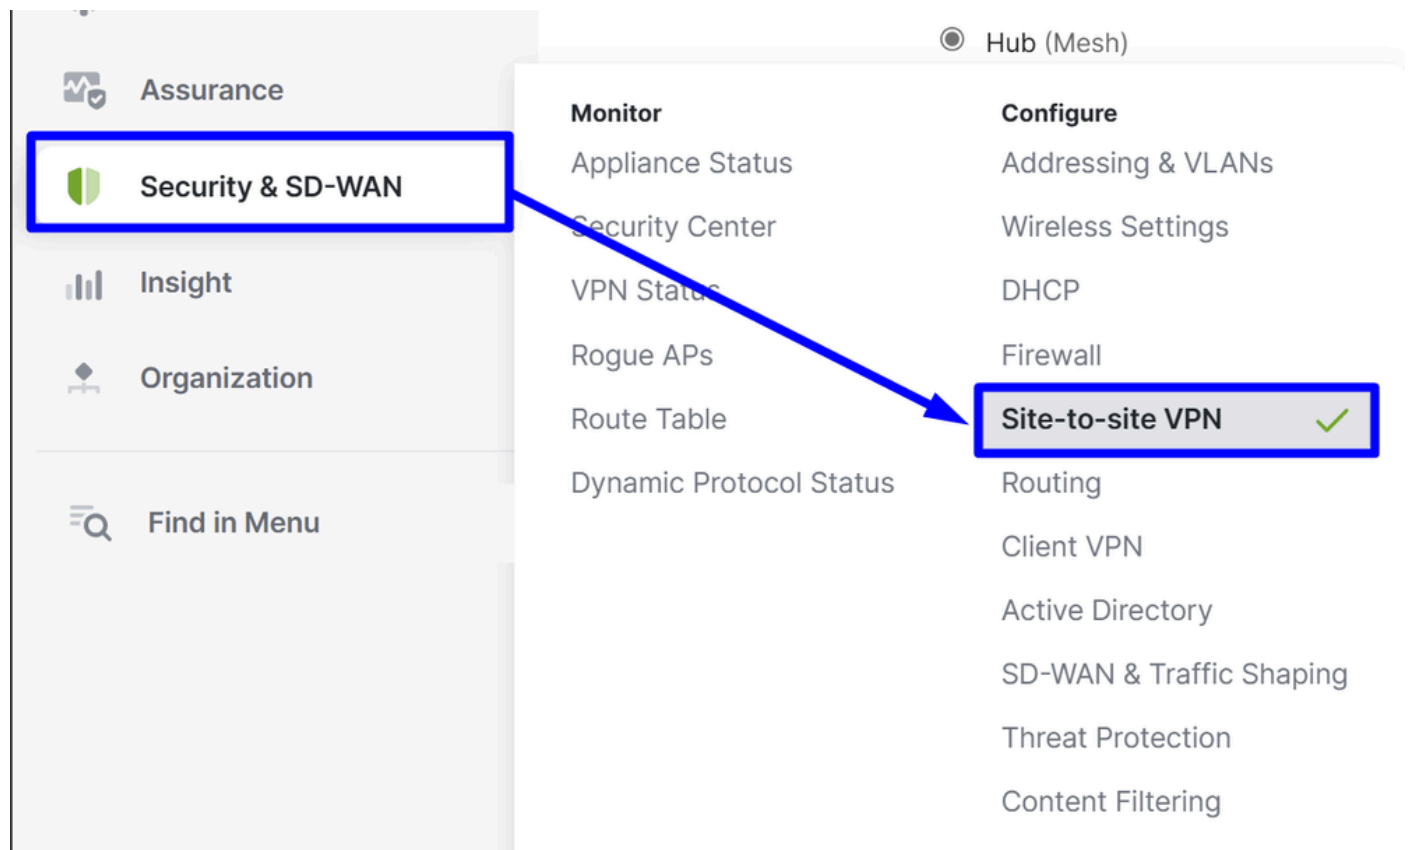 Hub (Mesh)
Assurance
Security & SD-WAN
Insight
Organization
Find in Menu
Monitor
Appliance Status
Security Center
VPN Status
Rogue APs
Route Table
Dynamic Protocol Status
Configure
Addressing & VLANs
Wireless Settings
DHCP
Firewall
Site-to-site VPN
Routing
Client VPN
Active Directory
SD-WAN & Traffic Shaping
Threat Protection
Content Filtering